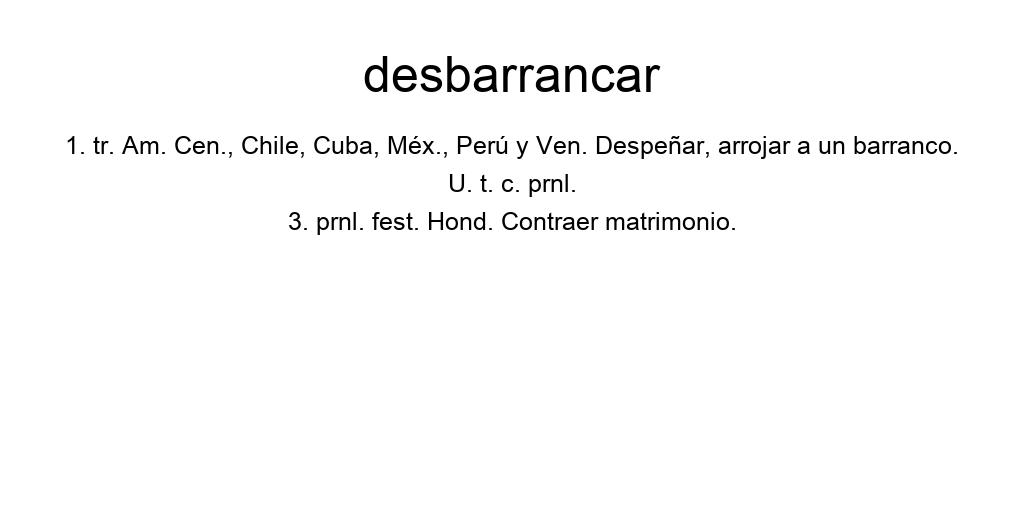 desbarrancar
1. tr. Am. Cen., Chile, Cuba, Méx., Perú y Ven. Despeñar, arrojar a un barranco.
U. t. c. prnl.
3. prnl. fest. Hond. Contraer matrimonio.